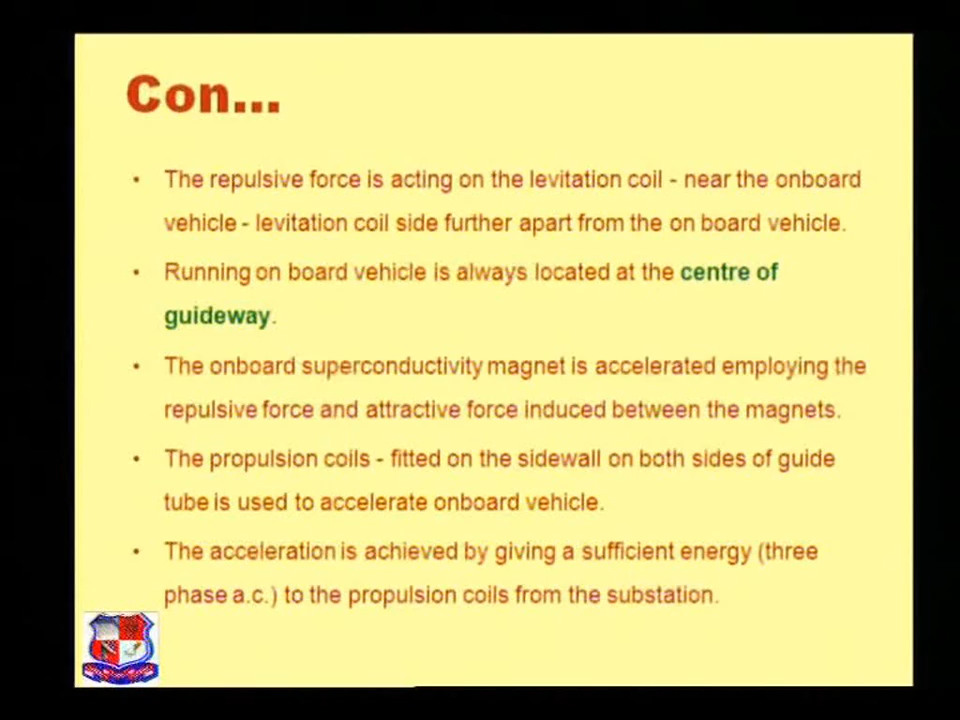 Con...
• The repulsive force is acting on the levitation coil - near the onboard
vehicle - levitation coil side further apart from the on board vehicle.
• Running on board vehicle is always located at the centre of
guideway.
• The onboard superconductivity magnet is accelerated employing the
repulsive force and attractive force induced between the magnets.
• The propulsion coils - fitted on the sidewall on both sides of guide
tube is used to accelerate onboard vehicle.
• The acceleration is achieved by giving a sufficient energy (three
phase a.c.) to the propulsion coils from the substation.